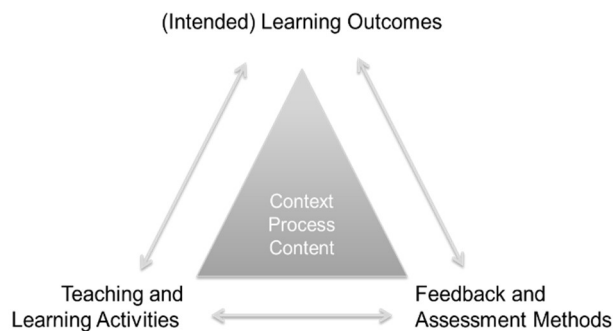 (Intended) Learning Outcomes
Context
Process
Content
Teaching and
Learning Activities
Feedback and
Assessment Methods